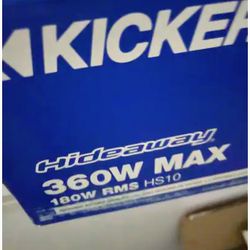 KICKER
Hideaway
360W MAX
180W RMS HS10